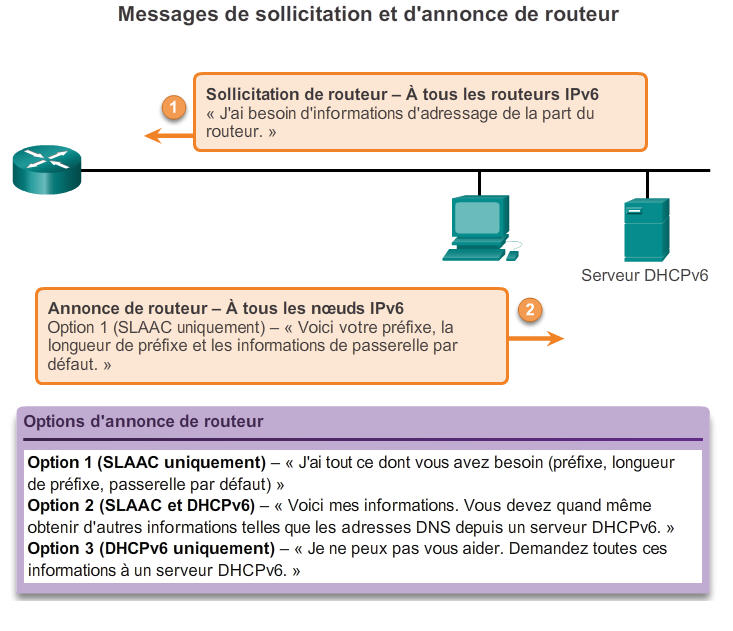 Messages de sollicitation et d'annonce de routeur
1
Sollicitation de routeur – À tous les routeurs IPv6
« J'ai besoin d'informations d'adressage de la part du
routeur. »
Serveur DHCPv6
Annonce de routeur – À tous les nœuds IPv6
Option 1 (SLAAC uniquement) – « Voici votre préfixe, la
longueur de préfixe et les informations de passerelle par
défaut. »
2
Options d'annonce de routeur
Option 1 (SLAAC uniquement) – « J'ai tout ce dont vous avez besoin (préfixe, longueur
de préfixe, passerelle par défaut) »
Option 2 (SLAAC et DHCPv6) – « Voici mes informations. Vous devez quand même
obtenir d'autres informations telles que les adresses DNS depuis un serveur DHCPv6. »
Option 3 (DHCPv6 uniquement) – « Je ne peux pas vous aider. Demandez toutes ces
informations à un serveur DHCPv6. »